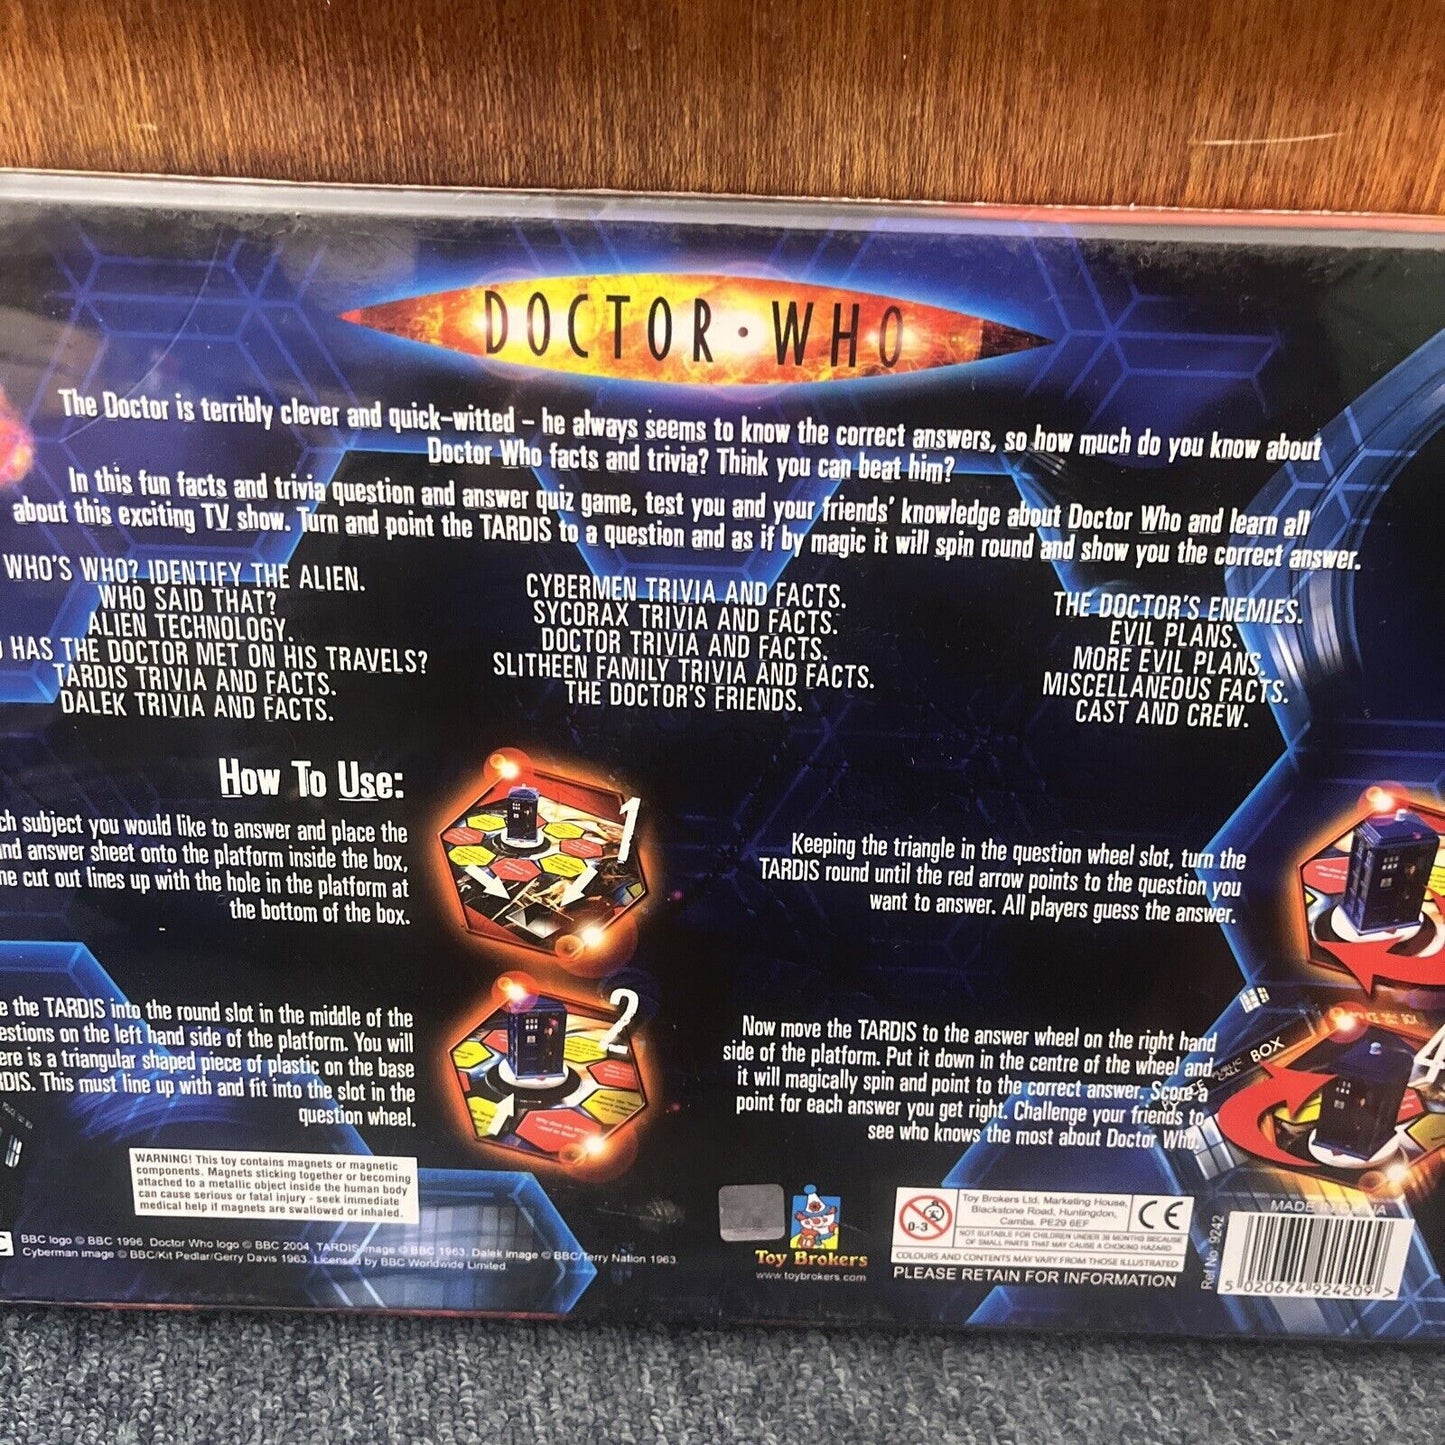 DOCTOR • WHO
The Doctor is terribly clever and quick-witted – he always seems to know the correct answers, so how much do you know about
Doctor Who facts and trivia? Think you can beat him?
In this fun facts and trivia question and answer quiz game, test you and your friends' knowledge about Doctor Who and learn all
about this exciting TV show. Turn and point the TARDIS to a question and as if by magic it will spin round and show you the correct answer.
WHO'S WHO? IDENTIFY THE ALIEN.
WHO SAID THAT?
ALIEN TECHNOLOGY.
HAS THE DOCTOR MET ON HIS TRAVELS?
TARDIS TRIVIA AND FACTS.
DALEK TRIVIA AND FACTS.
CYBERMEN TRIVIA AND FACTS.
SYCORAX TRIVIA AND FACTS.
DOCTOR TRIVIA AND FACTS.
SLITHEEN FAMILY TRIVIA AND FACTS.
THE DOCTOR'S FRIENDS.
THE DOCTOR'S ENEMIES.
EVIL PLANS.
MORE EVIL PLANS.
MISCELLANEOUS FACTS.
CAST AND CREW.
How To Use:
subject you would like to answer and place the
answer sheet onto the platform inside the box,
cut out lines up with the hole in the platform at
the bottom of the box.
1
the TARDIS into the round slot in the middle of the
on the left hand side of the platform. You will
is a triangular shaped piece of plastic on the base
This must line up with and fit into the slot in the
question wheel.
2
Keeping the triangle in the question wheel slot, turn the
TARDIS round until the red arrow points to the question you
want to answer. All players guess the answer.
Now move the TARDIS to the answer wheel on the right hand
side of the platform. Put it down in the centre of the wheel and
it will magically spin and point to the correct answer. Score a
point for each answer you get right. Challenge your friends to
see who knows the most about Doctor Who.
4
BOX
WARNING! This toy contains magnets or magnetic
components. Magnets sticking together or becoming
attached to a metallic object inside the human body
can cause serious or fatal injury - seek immediate
medical help if magnets are swallowed or inhaled.
BBC logo © BBC 1996. Doctor Who logo © BBC 2004. TARDIS image © BBC 1963. Dalek image © BBC/Terry Nation 1963.
Cyberman image © BBC/Kit Pedlar/Gerry Davis 1963. Licensed by BBC Worldwide Limited.
Toy Brokers
www.toybrokers.com
0-3
Toy Brokers Ltd. Marketing House,
Blackstone Road, Huntingdon,
Cambs. PE29 6EF
CE
NOT SUITABLE FOR CHILDREN UNDER 36 MONTHS BECAUSE
OF SMALL PARTS THAT MAY CAUSE A CHOKING HAZARD
COLOURS AND CONTENTS MAY VARY FROM THOSE ILLUSTRATED
PLEASE RETAIN FOR INFORMATION
Ref No. 9242
MADE IN
5 020674 924209 >